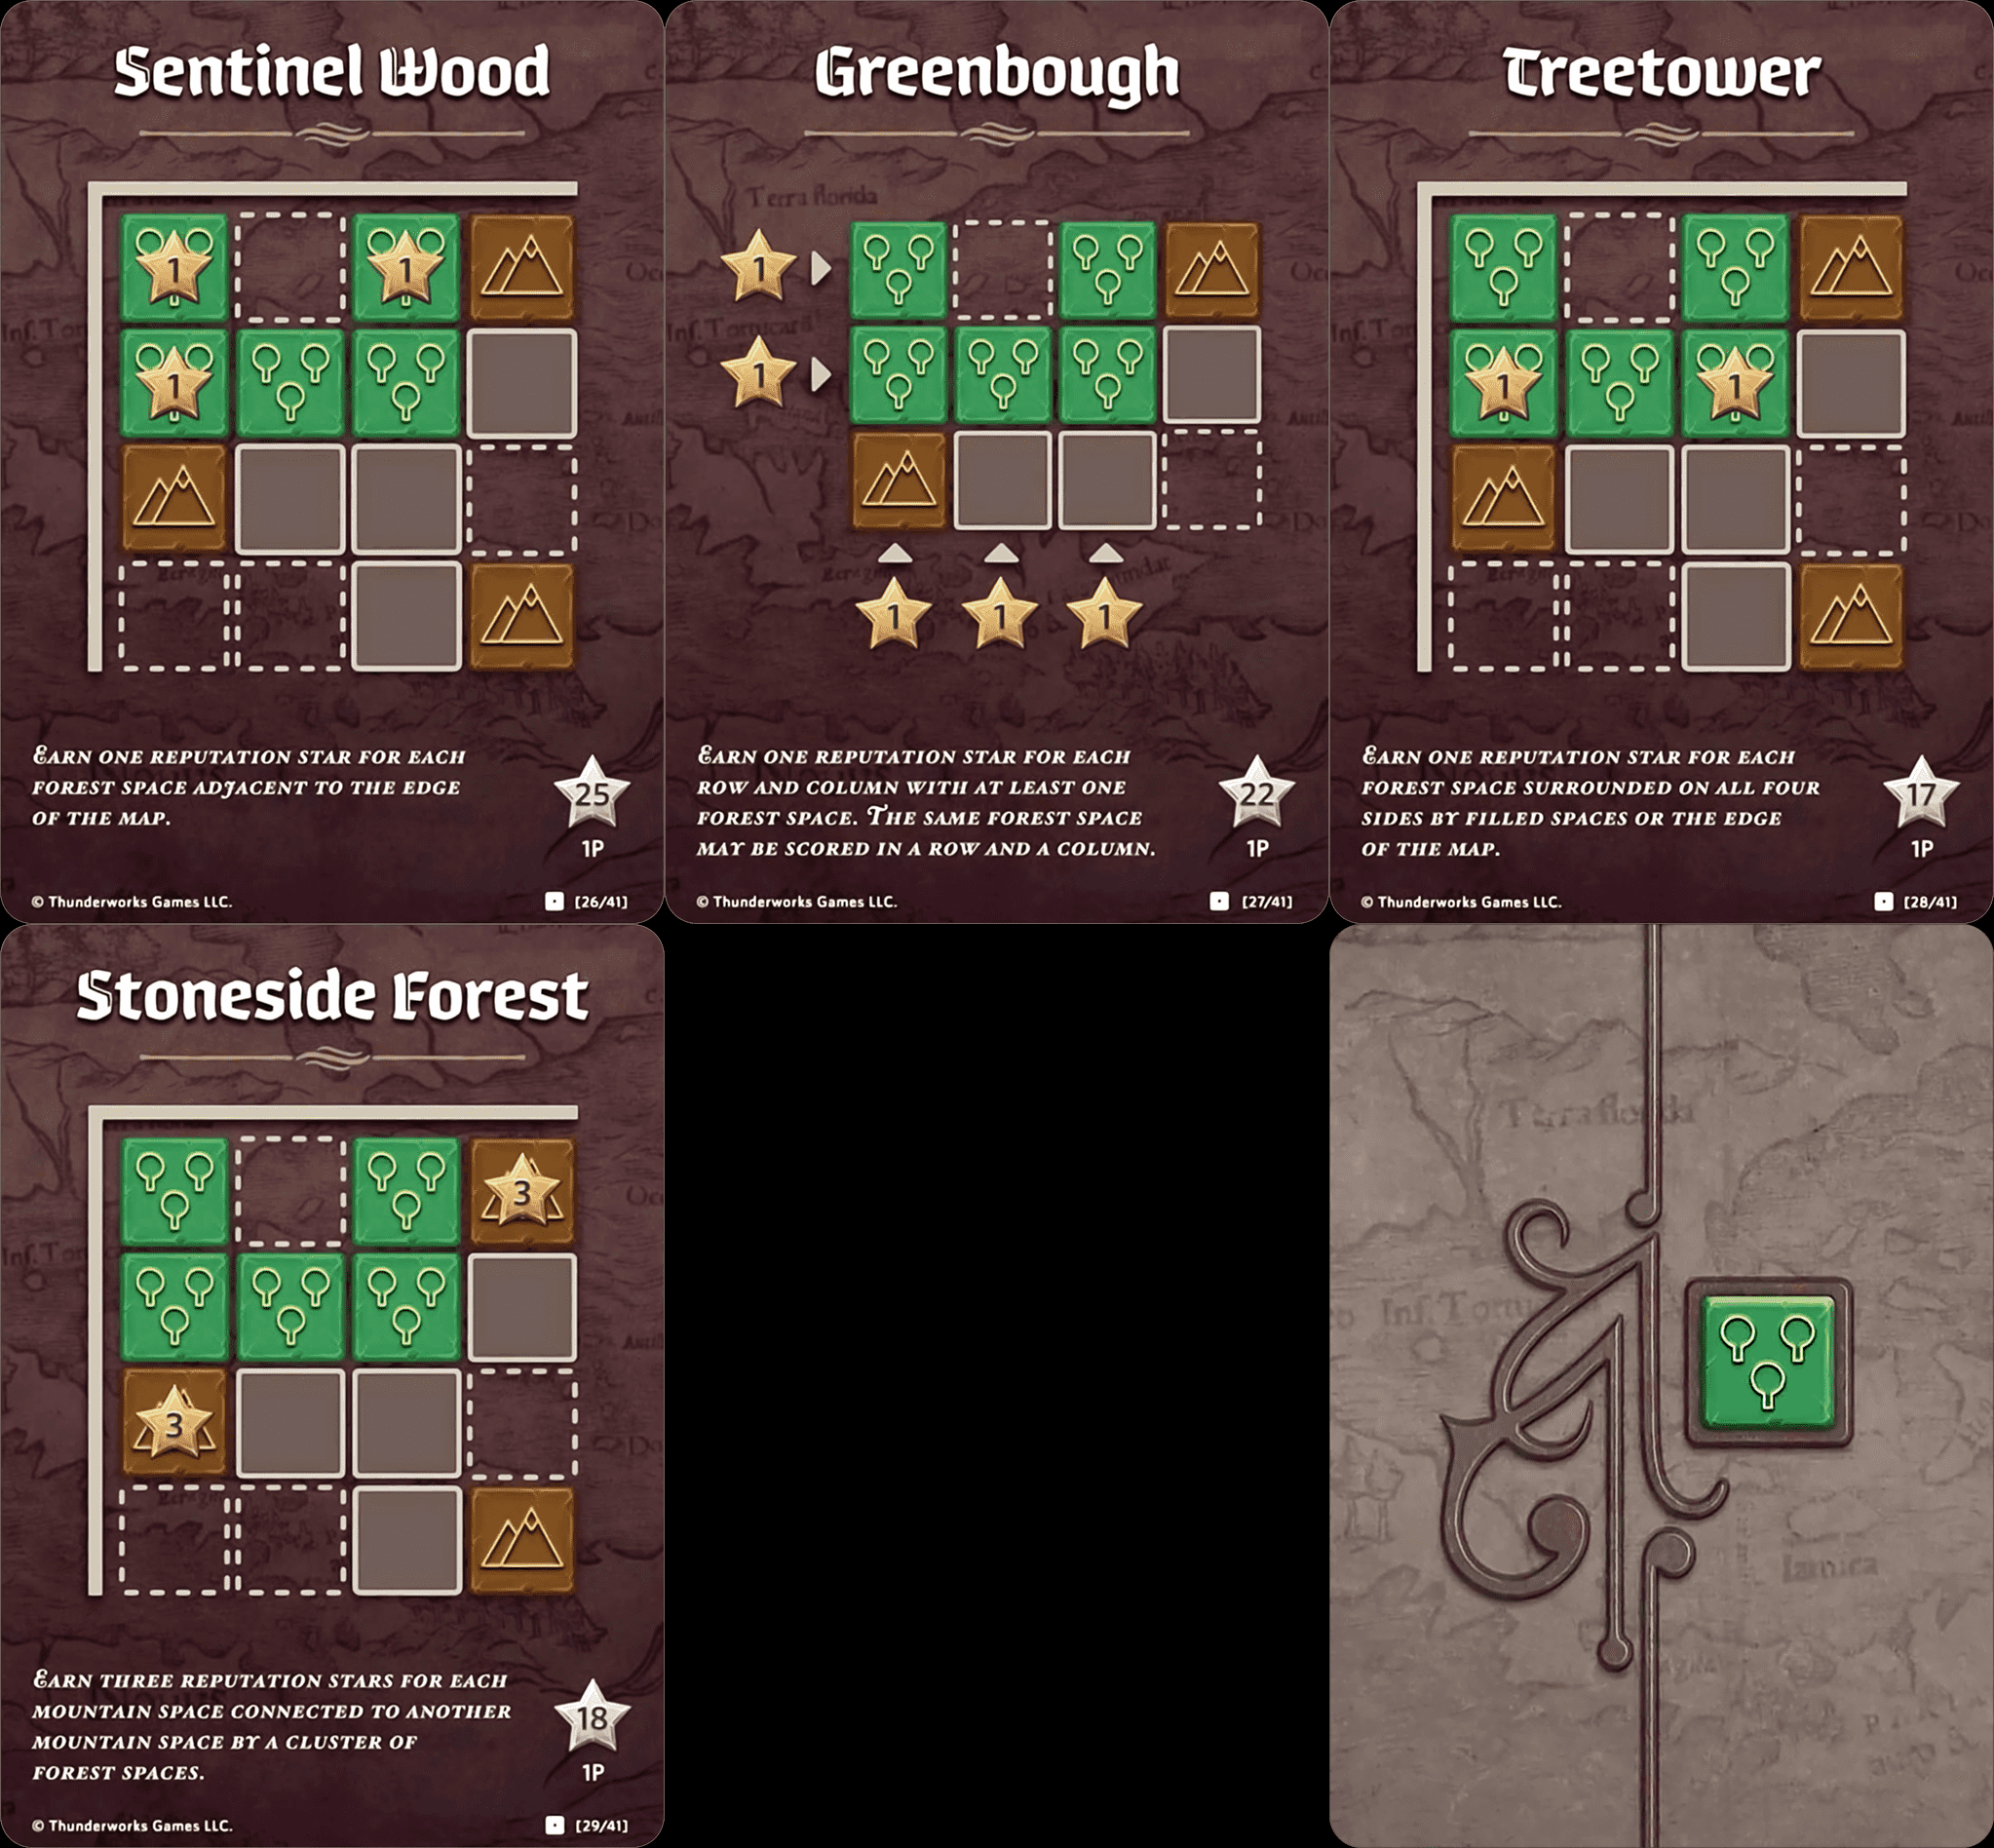 Sentinel Wood
1
1
1
Earn one reputation star for each
forest space adjacent to the edge
of the map.
25
1P
© Thunderworks Games LLC.
[26/41]
Greenbough
Terra florida
1
1
1
1
1
Earn one reputation star for each
row and column with at least one
forest space. The same forest space
may be scored in a row and a column.
22
1P
© Thunderworks Games LLC.
[27/41]
Treetower
1
1
Earn one reputation star for each
forest space surrounded on all four
sides by filled spaces or the edge
of the map.
17
1P
© Thunderworks Games LLC.
[28/41]
Stoneside Forest
3
3
Earn three reputation stars for each
mountain space connected to another
mountain space by a cluster of
forest spaces.
18
1P
© Thunderworks Games LLC.
[29/41]
Terra florida
Inf. 
Iamica